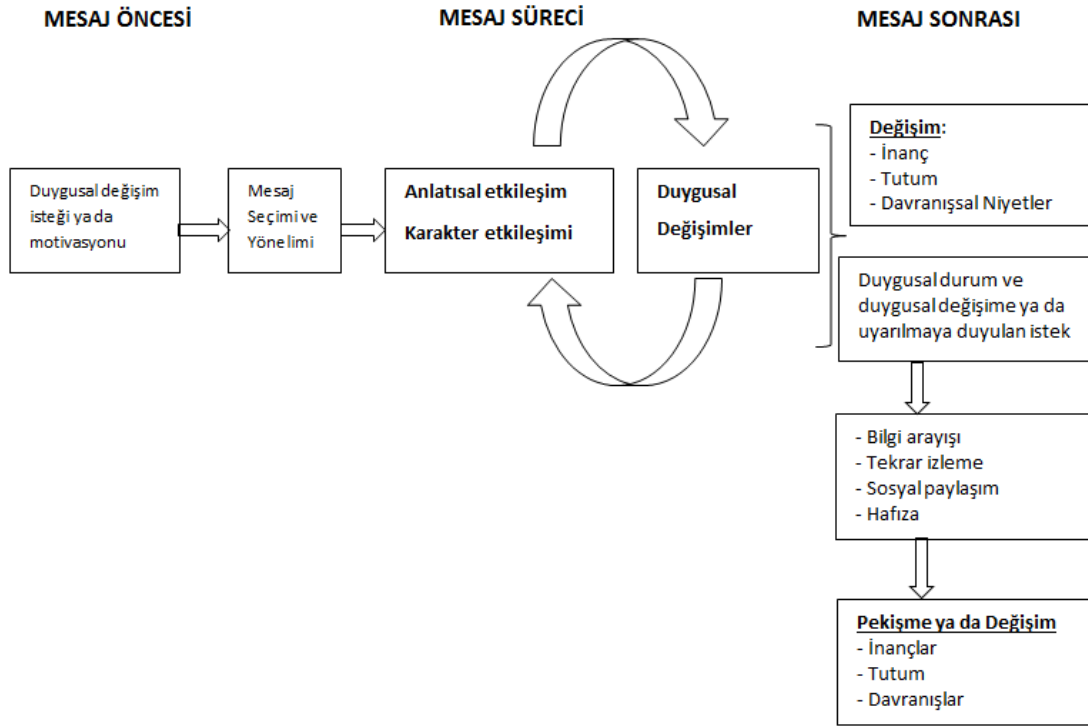 MESAJ ÖNCESİ
MESAJ SÜRECİ
MESAJ SONRASI
Duygusal değişim
isteği ya da
motivasyonu
Mesaj
Seçimi ve
Yönelimi
Anlatısal etkileşim
Karakter etkileşimi
Duygusal
Değişimler
Değişim:
- İnanç
- Tutum
- Davranışsal Niyetler
Duygusal durum ve
duygusal değişime ya da
uyarılmaya duyulan istek
- Bilgi arayışı
- Tekrar izleme
- Sosyal paylaşım
- Hafıza
Pekişme ya da Değişim
- İnançlar
- Tutum
- Davranışlar